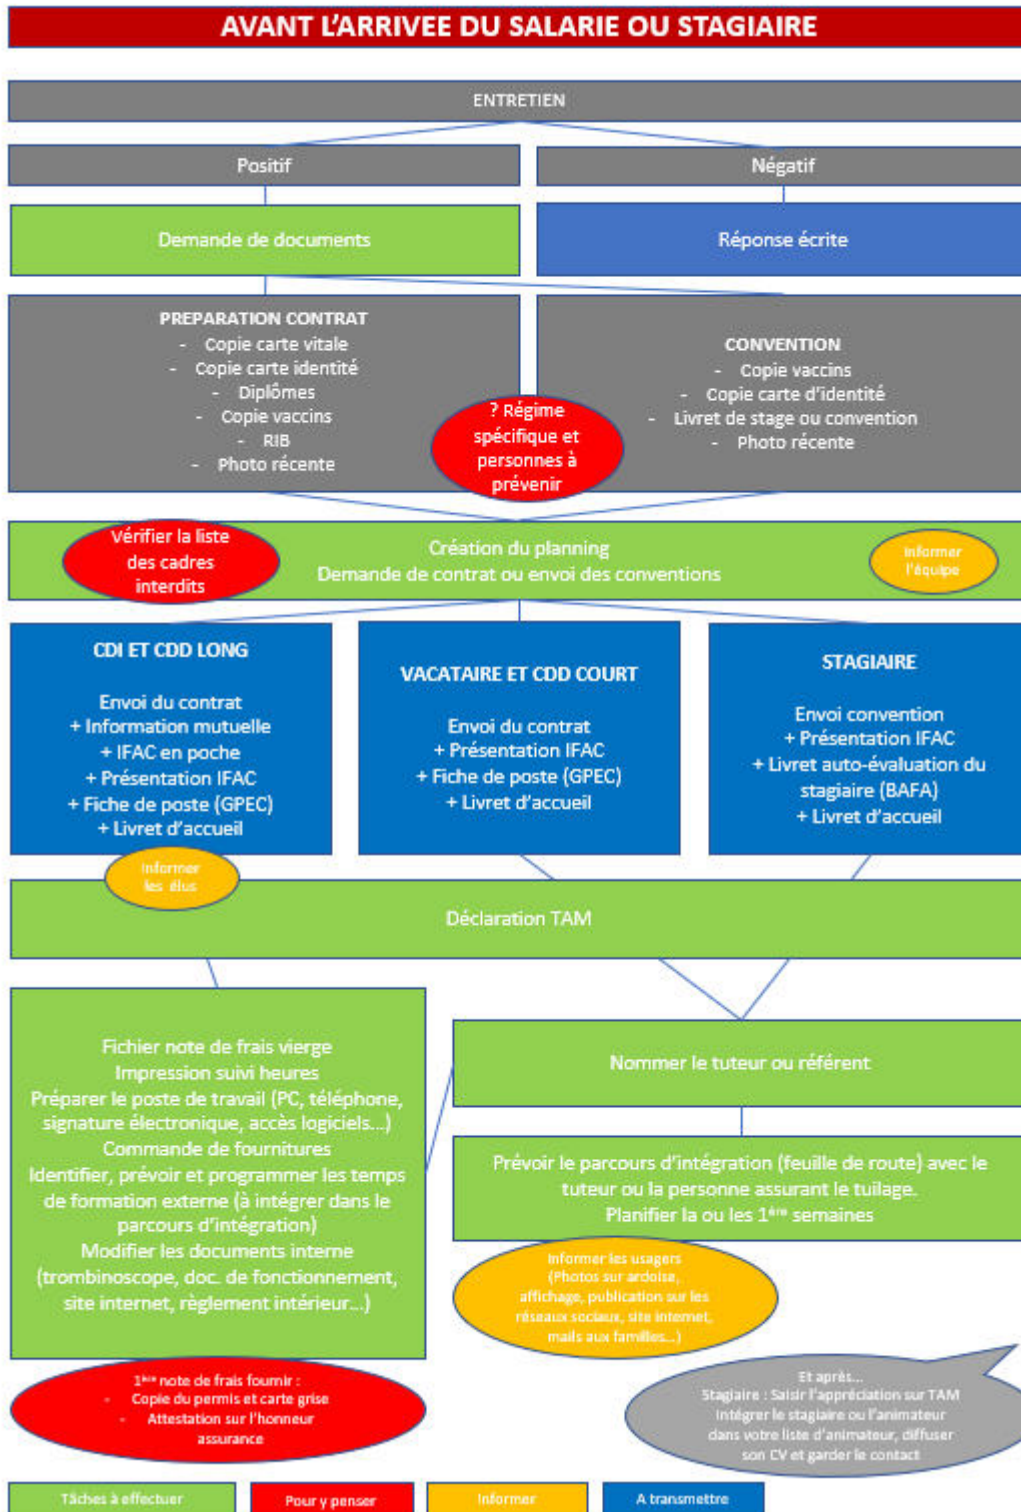 AVANT L'ARRIVEE DU SALARIE OU STAGIAIRE
ENTRETIEN
Positif
Négatif
Demande de documents
Réponse écrite
PREPARATION CONTRAT
- Copie carte vitale
- Copie carte identité
- Diplômes
- Copie vaccins
- RIB
- Photo récente
? Régime
spécifique et
personnes à
prévenir
CONVENTION
- Copie vaccins
- Copie carte d'identité
- Livret de stage ou convention
- Photo récente
Vérifier la liste
des cadres
interdits
Création du planning
Demande de contrat ou envoi des conventions
Informer
l'équipe
CDI ET CDD LONG
Envoi du contrat
+ Information mutuelle
+ IFAC en poche
+ Présentation IFAC
+ Fiche de poste (GPEC)
+ Livret d'accueil
VACATAIRE ET CDD COURT
Envoi du contrat
+ Présentation IFAC
+ Fiche de poste (GPEC)
+ Livret d'accueil
STAGIAIRE
Envoi convention
+ Présentation IFAC
+ Livret auto-évaluation du
stagiaire (BAFA)
+ Livret d'accueil
Informer
les élus
Déclaration TAM
Fichier note de frais vierge
Impression suivi heures
Préparer le poste de travail (PC, téléphone,
signature électronique, accès logiciels...)
Commande de fournitures
Identifier, prévoir et programmer les temps
de formation externe (à intégrer dans le
parcours d'intégration)
Modifier les documents interne
(trombinoscope, doc. de fonctionnement,
site internet, règlement intérieur...)
Nommer le tuteur ou référent
Prévoir le parcours d'intégration (feuille de route) avec le
tuteur ou la personne assurant le tuilage.
Planifier la ou les 1ère semaines
Informer les usagers
(Photos sur ardoise,
affichage, publication sur les
réseaux sociaux, site internet,
mails aux familles...)
1ère note de frais fournir :
- Copie du permis et carte grise
- Attestation sur l'honneur
assurance
Et après...
Stagiaire : Saisir l'appréciation sur TAM
Intégrer le stagiaire ou l'animateur
dans votre liste d'animateur, diffuser
son CV et garder le contact
Tâches à effectuer
Pour y penser
Informer
A transmettre